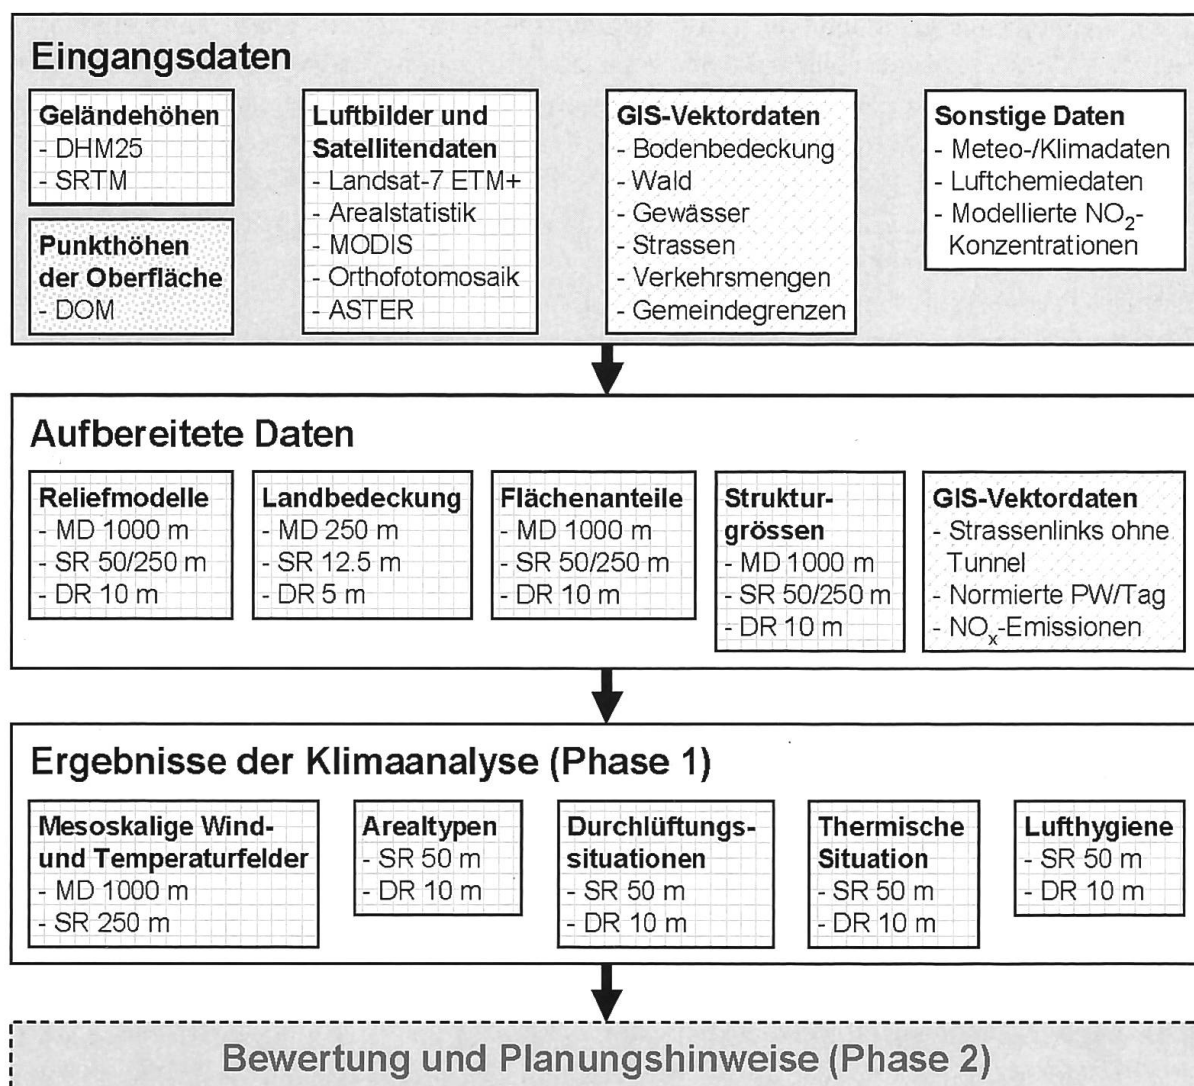 Eingangsdaten
Geländehöhen
- DHM25
- SRTM
Punkthöhen
der Oberfläche
- DOM
Luftbilder und
Satellitendaten
- Landsat-7 ETM+
- Arealstatistik
- MODIS
- Orthofotomosaik
- ASTER
GIS-Vektordaten
- Bodenbedeckung
- Wald
- Gewässer
- Strassen
- Verkehrsmengen
- Gemeindegrenzen
Sonstige Daten
- Meteo-/Klimadaten
- Luftchemiedaten
- Modellierte NO₂-
Konzentrationen
Aufbereitete Daten
Reliefmodelle
- MD 1000 m
- SR 50/250 m
- DR 10 m
Landbedeckung
- MD 250 m
- SR 12.5 m
- DR 5 m
Flächenanteile
- MD 1000 m
- SR 50/250 m
- DR 10 m
Struktur-
grössen
- MD 1000 m
- SR 50/250 m
- DR 10 m
GIS-Vektordaten
- Strassenlinks ohne
Tunnel
- Normierte PW/Tag
- NOₓ-Emissionen
Ergebnisse der Klimaanalyse (Phase 1)
Mesoskalige Wind-
und Temperaturfelder
- MD 1000 m
- SR 250 m
Arealtypen
- SR 50 m
- DR 10 m
Durchlüftungs-
situationen
- SR 50 m
- DR 10 m
Thermische
Situation
- SR 50 m
- DR 10 m
Lufthygiene
- SR 50 m
- DR 10 m
Bewertung und Planungshinweise (Phase 2)